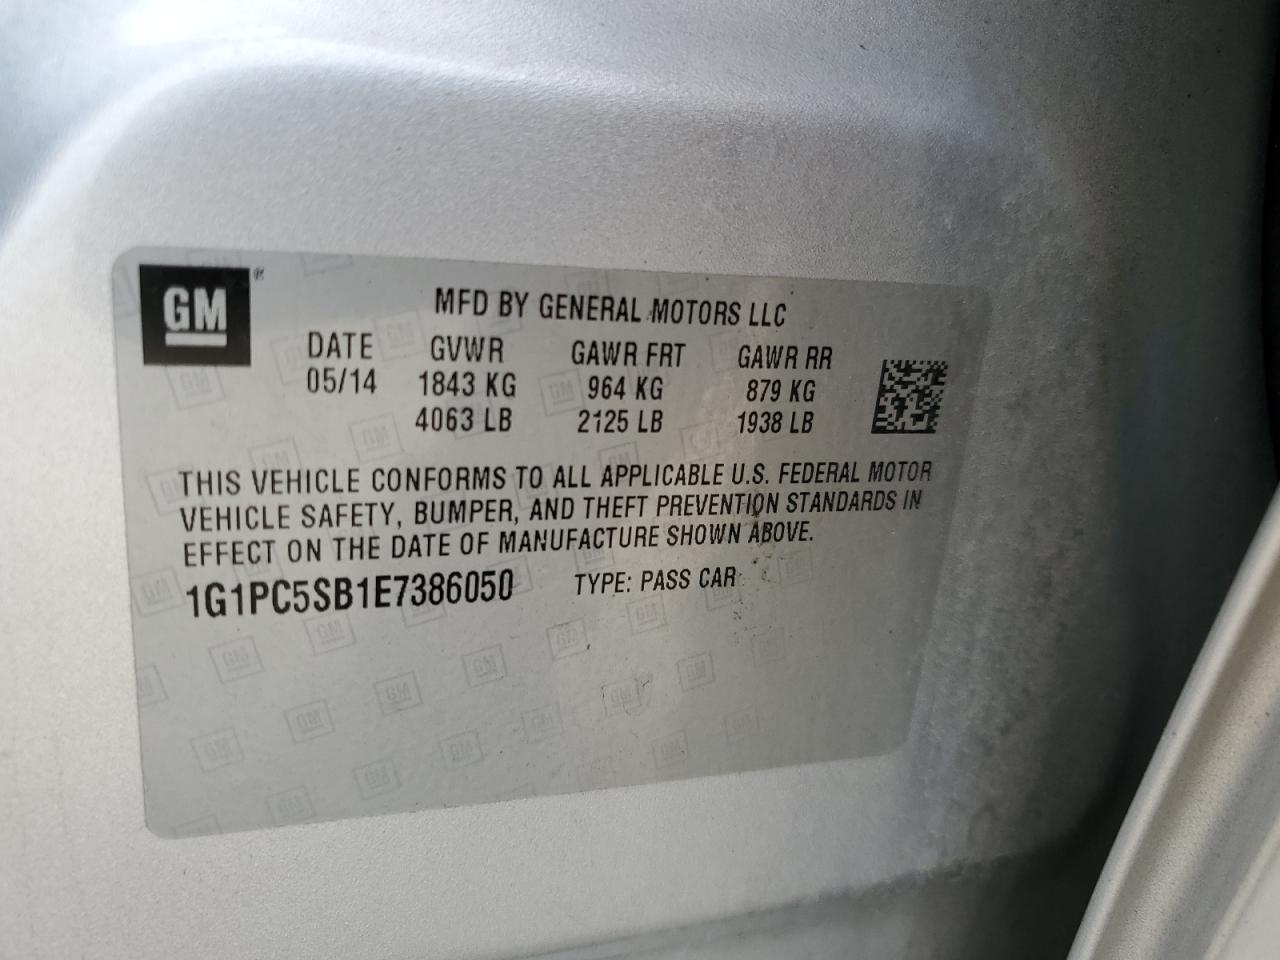 GM®
MFD BY GENERAL MOTORS LLC
DATE GVWR GAWR FRT GAWR RR
05/14 1843 KG 964 KG 879 KG
4063 LB 2125 LB 1938 LB
THIS VEHICLE CONFORMS TO ALL APPLICABLE U.S. FEDERAL MOTOR
VEHICLE SAFETY, BUMPER, AND THEFT PREVENTION STANDARDS IN
EFFECT ON THE DATE OF MANUFACTURE SHOWN ABOVE.
1G1PC5SB1E7386050 TYPE: PASS CAR